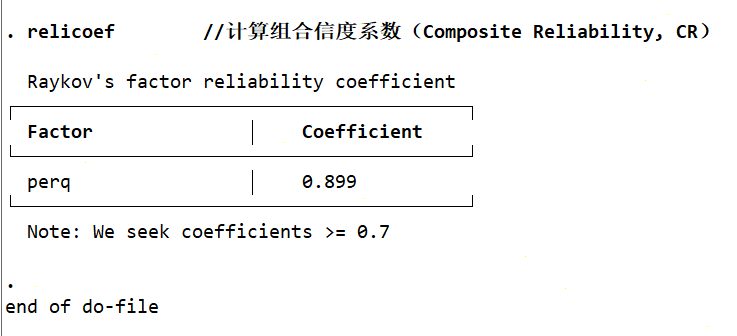 . relicoef //计算组合信度系数（Composite Reliability, CR）
Raykov's factor reliability coefficient
Factor Coefficient
perq 0.899
Note: We seek coefficients >= 0.7
.
end of do-file